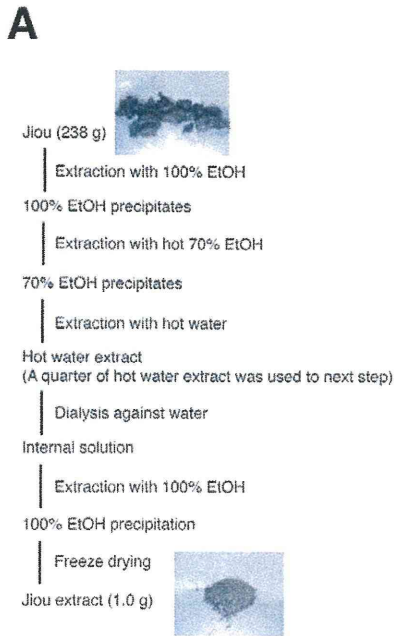 A
Jiou (238 g)
Extraction with 100% EtOH
100% EtOH precipitates
Extraction with hot 70% EtOH
70% EtOH precipitates
Extraction with hot water
Hot water extract
(A quarter of hot water extract was used to next step)
Dialysis against water
Internal solution
Extraction with 100% EtOH
100% EtOH precipitation
Freeze drying
Jiou extract (1.0 g)